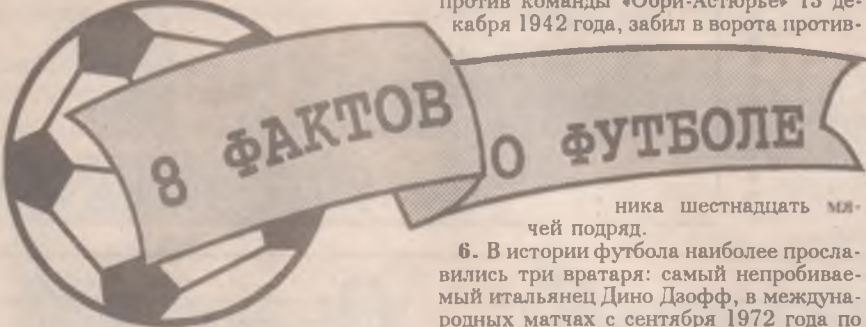 против команды «Обри-Астюрье» 13 де-
кабря 1942 года, забил в ворота против-
8 ФАКТОВ О ФУТБОЛЕ
ника шестнадцать мя-
чей подряд.
6. В истории футбола наиболее просла-
вились три вратаря: самый непробивае-
мый итальянец Дино Дзофф, в междуна-
родных матчах с сентября 1972 года по